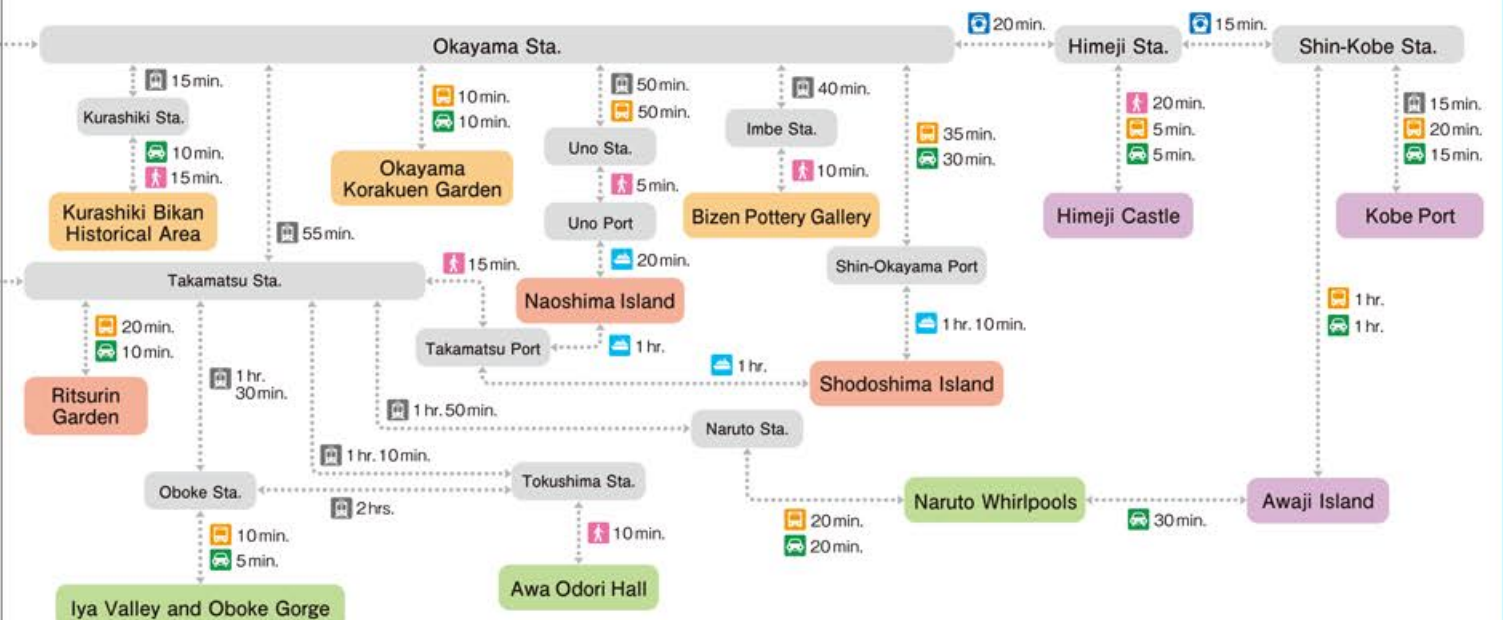 20 min.
15 min.
Okayama Sta.
Himeji Sta.
Shin-Kobe Sta.
15 min.
Kurashiki Sta.
10 min.
15 min.
Kurashiki Bikan
Historical Area
55 min.
10 min.
10 min.
Okayama
Korakuen Garden
50 min.
50 min.
Uno Sta.
5 min.
Uno Port
20 min.
Naoshima Island
40 min.
Imbe Sta.
10 min.
Bizen Pottery Gallery
35 min.
30 min.
Shin-Okayama Port
1 hr. 10 min.
Shodoshima Island
20 min.
5 min.
5 min.
Himeji Castle
15 min.
20 min.
15 min.
Kobe Port
1 hr.
1 hr.
Takamatsu Sta.
15 min.
Takamatsu Port
1 hr.
1 hr.
20 min.
10 min.
Ritsurin
Garden
1 hr.
30 min.
1 hr. 50 min.
Naruto Sta.
1 hr. 10 min.
Oboke Sta.
2 hrs.
Tokushima Sta.
10 min.
5 min.
Iya Valley and Oboke Gorge
10 min.
Awa Odori Hall
20 min.
20 min.
Naruto Whirlpools
30 min.
Awaji Island